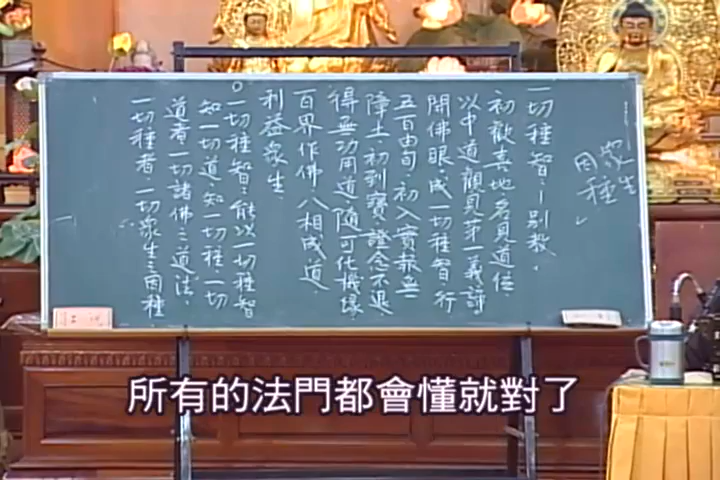 眾生
因種
一切種智：－別教．
初歡喜地名見道位．
以中道觀見第一義諦
開佛眼，成一切種智．行
五百由旬，初入實報無
障土．初到寶證念不退
得無功用道．隨可化機緣．
百界作佛，八相成道．
利益眾生．
○一切種智：能以一切種智
知一切道，知一切種．一切
道者一切諸佛之道法．
一切種者一切眾生之因種
所有的法門都會懂就對了